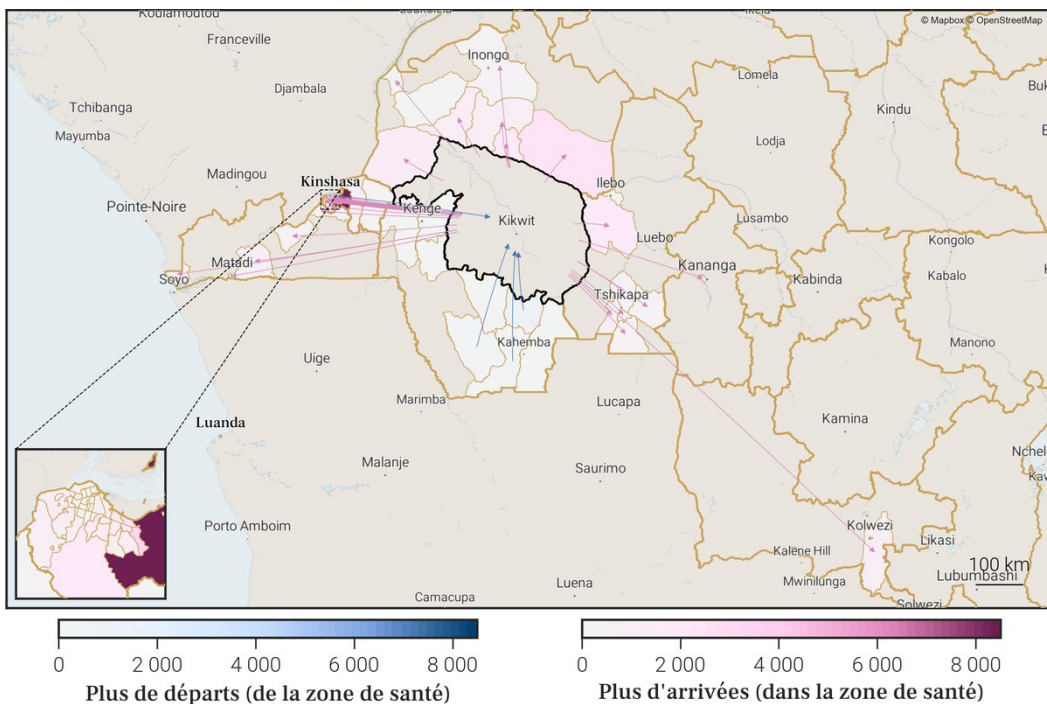 Koulamoutou
Ikela
© Mapbox © OpenStreetMap
Franceville
Inongo
Lomela
Buk
Djambala
Tchibanga
Kindu
Mayumba
Lodja
Madingou
Kinshasa
Ilebo
Pointe-Noire
Kenge
Kikwit
Lusambo
Luebo
Kongolo
Matadi
Kananga
Soyo
Kabinda
Kabalo
K
Tshikapa
Kahemba
Manono
Uige
Marimba
Lucapa
Kamina
Luanda
Malanje
Saurimo
Nchele
Kaw
Porto Amboim
Kolwezi
Likasi
Kalene Hill
100 km
Luena
Mwinilunga
Lubumbashi
Camacupa
Solwezi
0 2 000 4 000 6 000 8 000
Plus de départs (de la zone de santé)
0 2 000 4 000 6 000 8 000
Plus d'arrivées (dans la zone de santé)